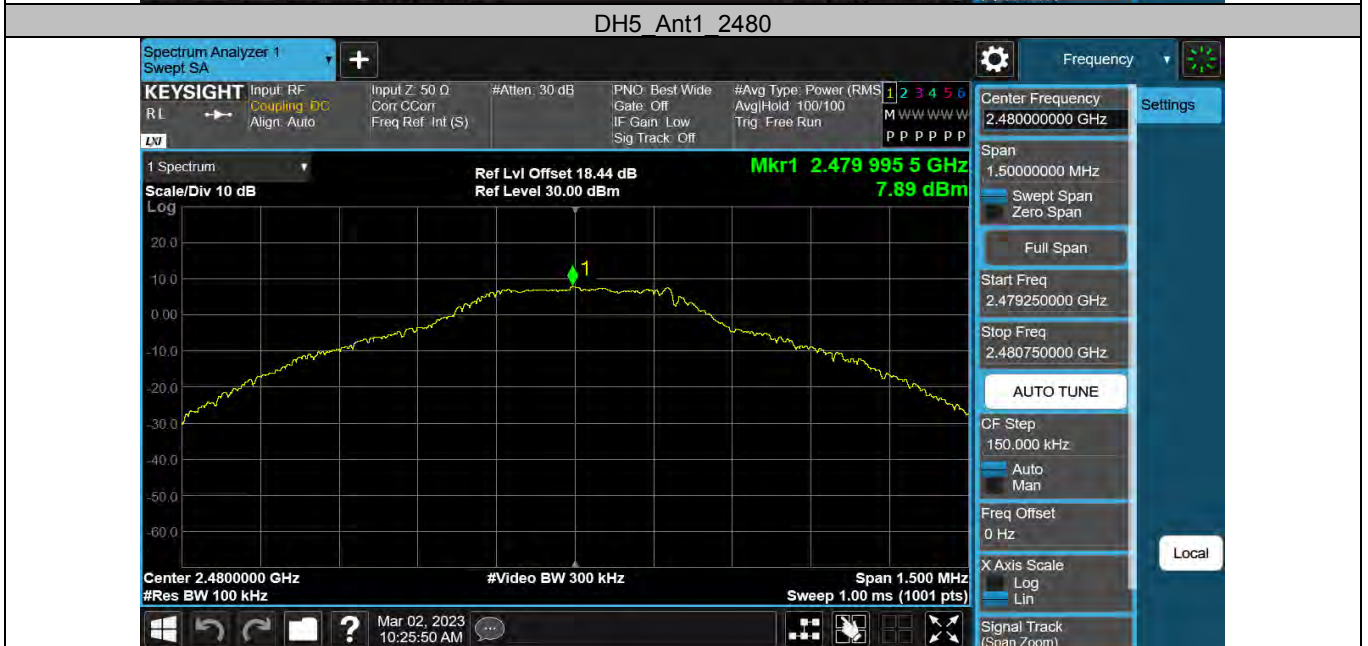 DH5_Ant1_2480
Spectrum Analyzer 1
Swept SA
Frequency
KEYSIGHT
RL
LXI
Input: RF
Coupling: DC
Align: Auto
Input Z: 50 Ω
Corr CCorr
Freq Ref: Int (S)
#Atten: 30 dB
PNO: Best Wide
Gate: Off
IF Gain: Low
Sig Track: Off
#Avg Type: Power (RMS
Avg|Hold: 100/100
Trig: Free Run
1 2 3 4 5 6
M W W W W W
P P P P P P
Center Frequency
2.480000000 GHz
Settings
1 Spectrum
Scale/Div 10 dB
Log
Ref Lvl Offset 18.44 dB
Ref Level 30.00 dBm
Mkr1 2.479 995 5 GHz
7.89 dBm
Span
1.50000000 MHz
Swept Span
Zero Span
Full Span
Start Freq
2.479250000 GHz
Stop Freq
2.480750000 GHz
AUTO TUNE
CF Step
150.000 kHz
Auto
Man
Freq Offset
0 Hz
X Axis Scale
Log
Lin
Signal Track
(Span Zoom)
Local
20.0
10.0
0.00
-10.0
-20.0
-30.0
-40.0
-50.0
-60.0
1
Center 2.4800000 GHz
#Res BW 100 kHz
#Video BW 300 kHz
Span 1.500 MHz
Sweep 1.00 ms (1001 pts)
?
Mar 02, 2023
10:25:50 AM